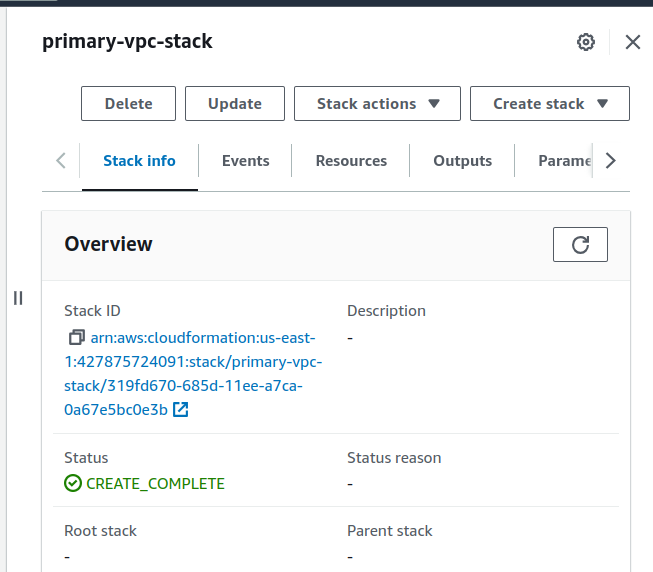 primary-vpc-stack
Delete
Update
Stack actions
Create stack
Stack info
Events
Resources
Outputs
Parame
Overview
Stack ID
arn:aws:cloudformation:us-east-
1:427875724091:stack/primary-vpc-
stack/319fd670-685d-11ee-a7ca-
0a67e5bc0e3b
Description
-
Status
CREATE_COMPLETE
Status reason
-
Root stack
-
Parent stack
-